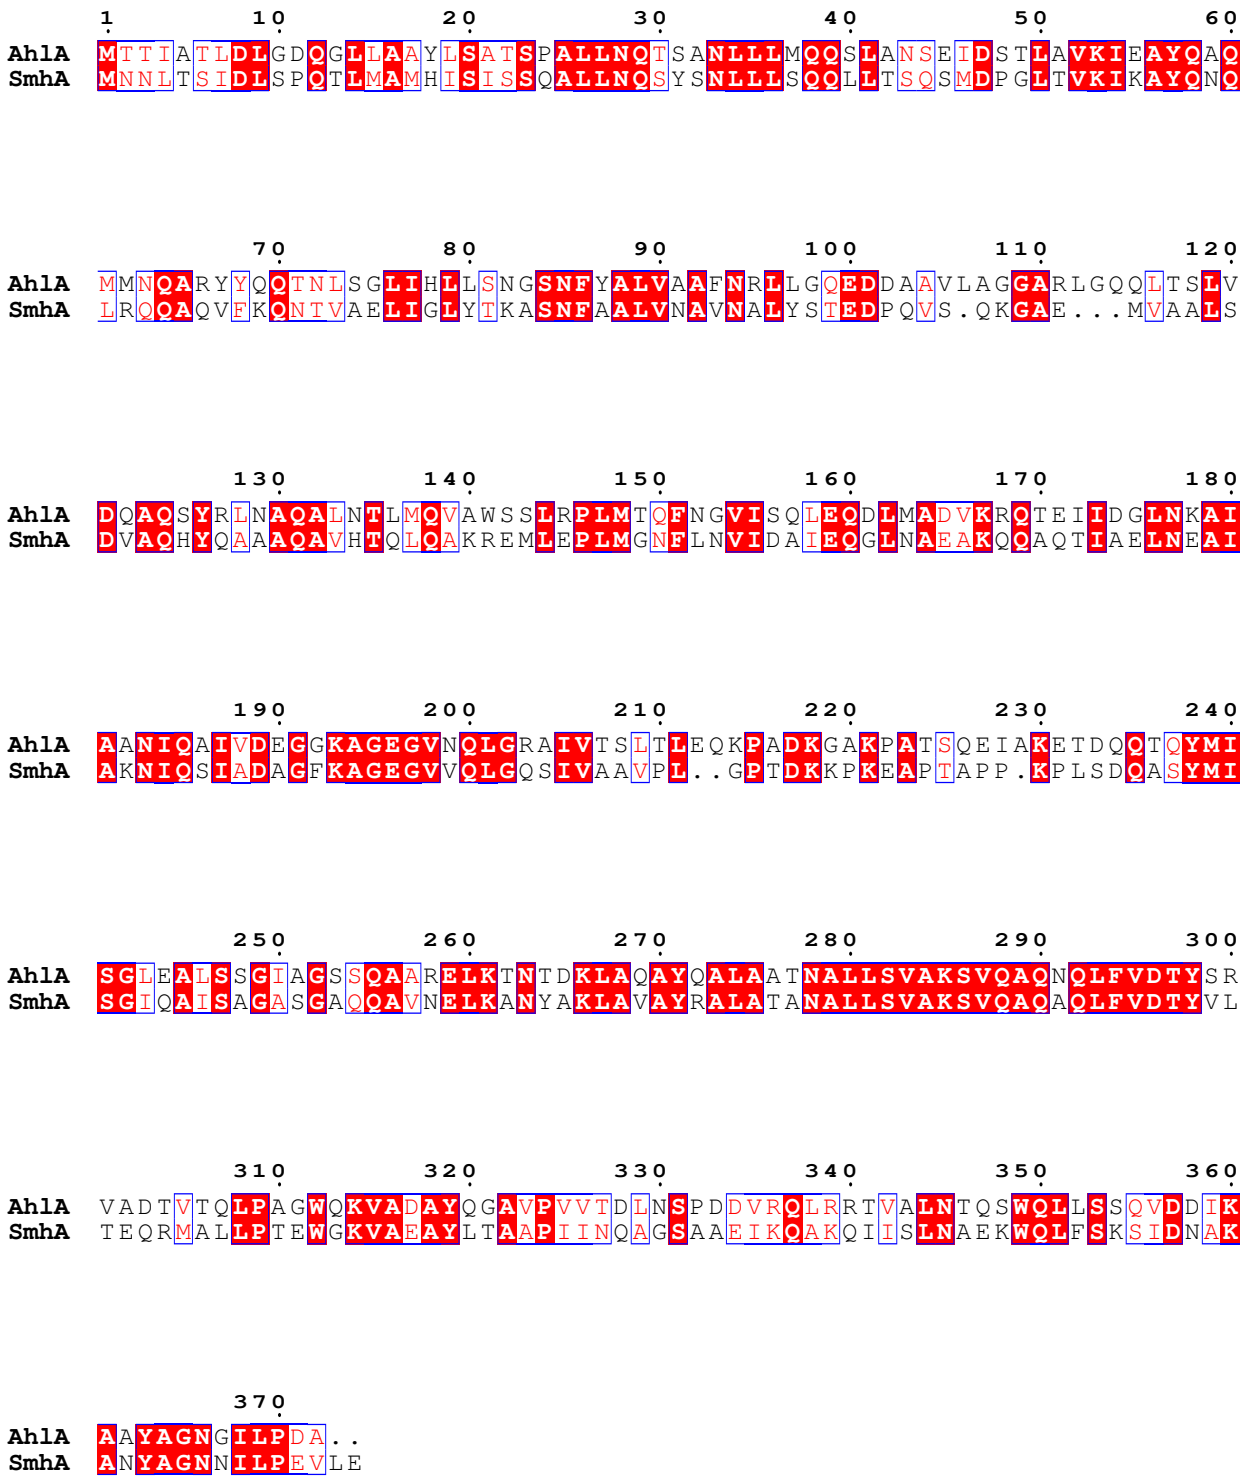 1 10 20 30 40 50 60
AhlA MTTIATLDLGDQGLLAAYLSATSPALLNQTSANLLLMQQSLANSEIDSTLAVKIEAYQAQ
SmhA MNNLTSIDLSPQTLMAMHISISSQALLNQSYSNLLLSQQLLTSQSMDPGLTVKIKAYQNQ
70 80 90 100 110 120
AhlA MMNQARYYQQTNLSGLIHLLSNGSNFYALVAAFNRLLGQEDDAAVLAGGARLGQQLTSLV
SmhA LRQQAQVFKQNTVAELIGLYTKASNFAALVNAVNALYSTEDPQVS.QKGAE...MVAALS
130 140 150 160 170 180
AhlA DQAQSYRLNAQALNTLMQVAWSSLRPLMTQFNGVISQLEQDLMADVKRQTEIIDGLNKAI
SmhA DVAQHYQAAAQAVHTQLQAKREMLEPLMGNFLNVIDAIEQGLNAEAKQQAQTIAELNEAI
190 200 210 220 230 240
AhlA AANIQAIVDEGGKAGEGVNQLGRAIVTSLTLEQKPADKGAKPATSQEIAKETDQQTQYMI
SmhA AKNIQSIADAGFKAGEGVVQLGQSIVAAVPL..GPTDKKPKEAPTAPP.KPLSDQASYMI
250 260 270 280 290 300
AhlA SGLEALSSGIAGSSQAARELKTNTDKLAQAYQALAATNALLSVAKSVQAQNQLFVDTYSR
SmhA SGIQAISAGASGAQQAVNELKANYAKLAVAYRALATANALLSVAKSVQAQAQLFVDTYVL
310 320 330 340 350 360
AhlA VADTVTQLPAGWQKVADAYQGAVPVVTDLNSPDDVRQLRRTVALNTQSWQLLSSQVDDIK
SmhA TEQRMALLPTEWGKVAEAYLTAAPIINQAGSAAEIKQAKQIISLNAEKWQLFSKSIDNAK
370
AhlA AAYAGNGILPDA..
SmhA ANYAGNNILPEVLE